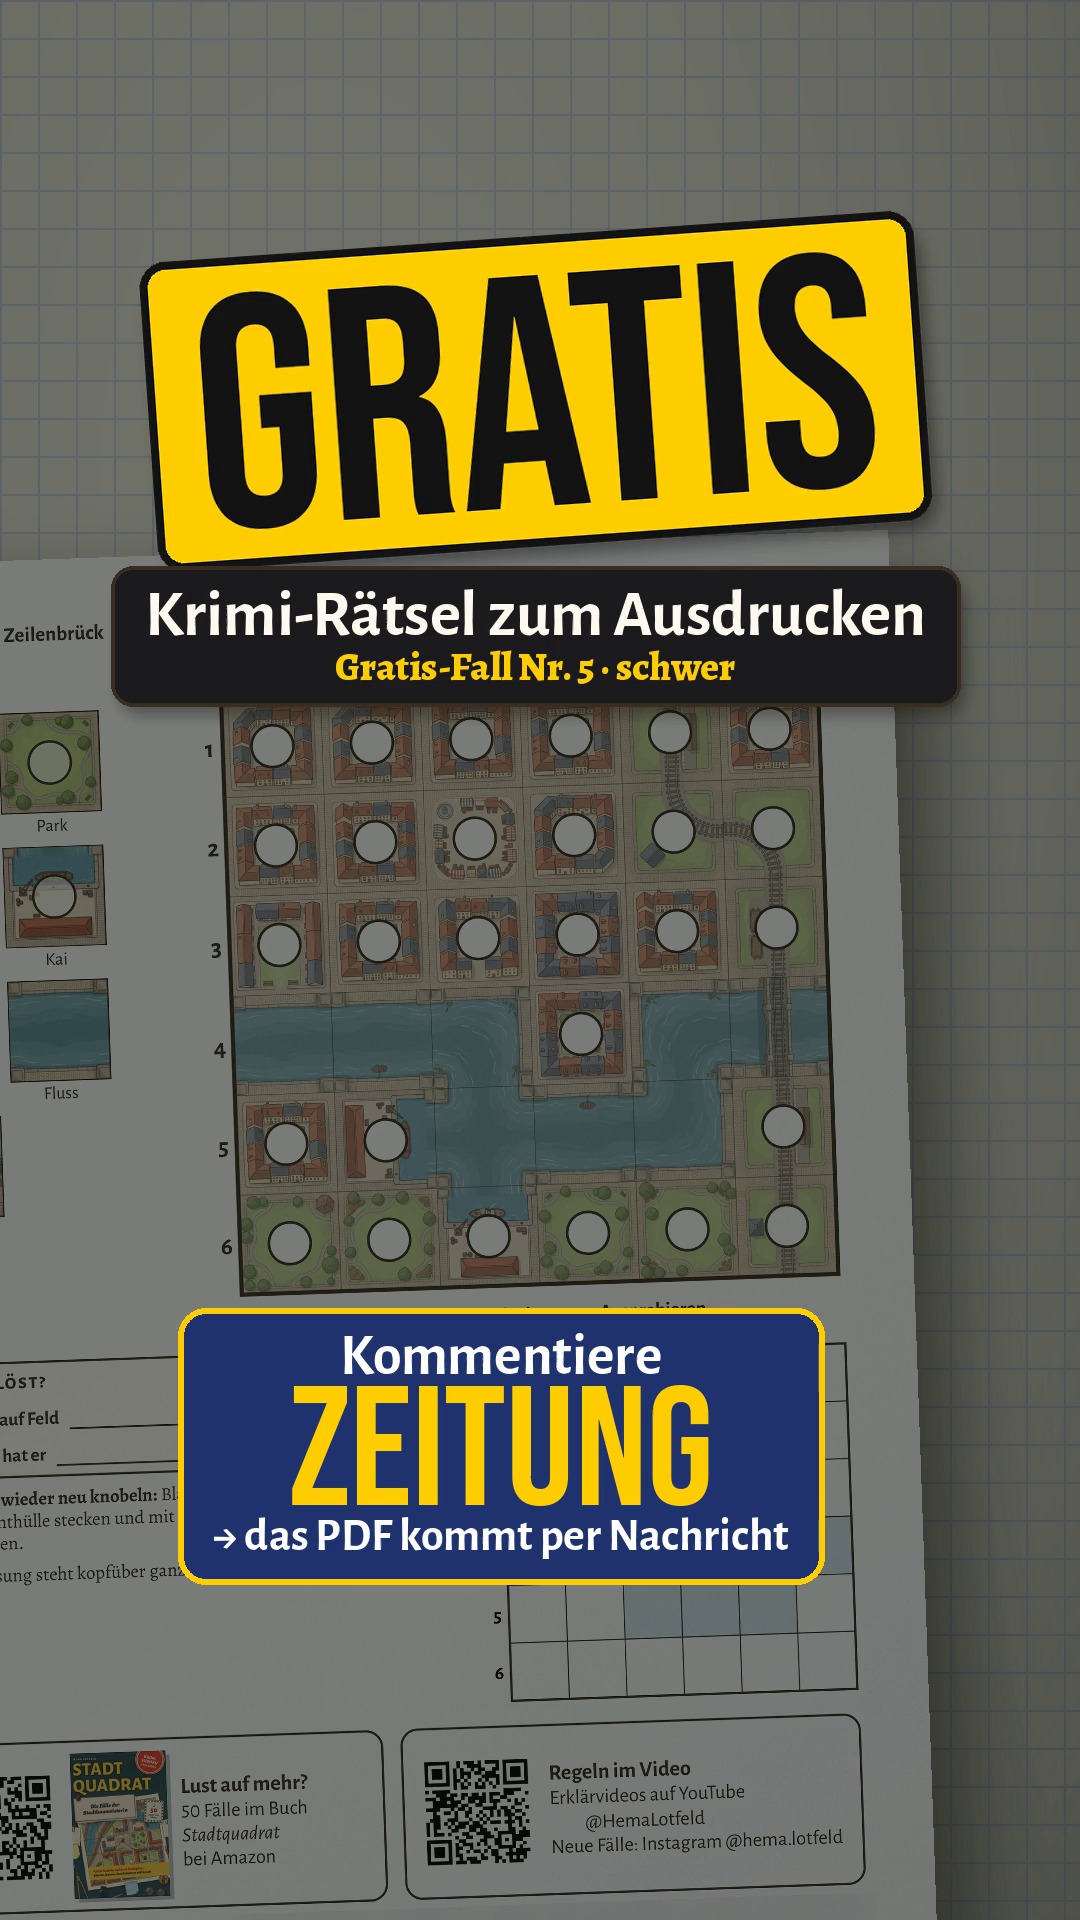 GRATIS
Krimi-Rätsel zum Ausdrucken
Gratis-Fall Nr. 5 · schwer
Zeilenbrück
Park
Kai
Fluss
1
2
3
4
5
6
Kommentiere
ZEITUNG
→ das PDF kommt per Nachricht
LÖST?
auf Feld
hat er
wieder neu knobeln:
stecken und mit
en.
steht kopfüber
5
6
STADT
QUADRAT
Lust auf mehr?
50 Fälle im Buch
Stadtquadrat
bei Amazon
Regeln im Video
Erklärvideos auf YouTube
@HemaLotfeld
Neue Fälle: Instagram @hema.lotfeld